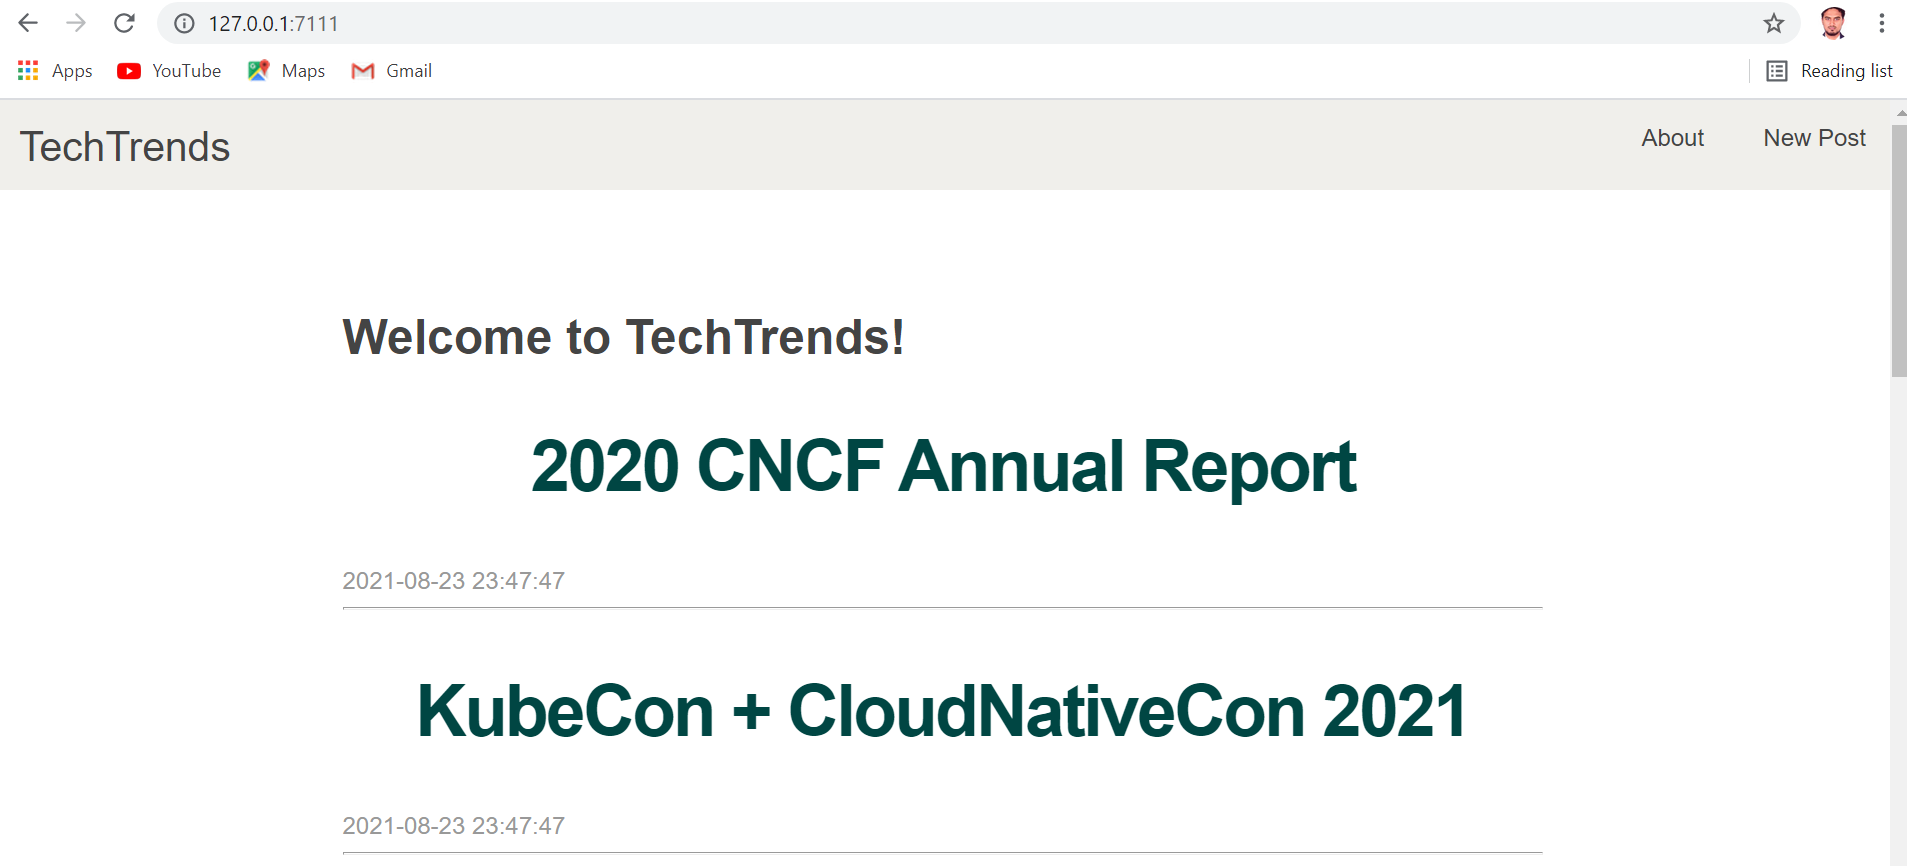 127.0.0.1:7111
Apps YouTube Maps Gmail Reading list
TechTrends About New Post
Welcome to TechTrends!
2020 CNCF Annual Report
2021-08-23 23:47:47
KubeCon + CloudNativeCon 2021
2021-08-23 23:47:47